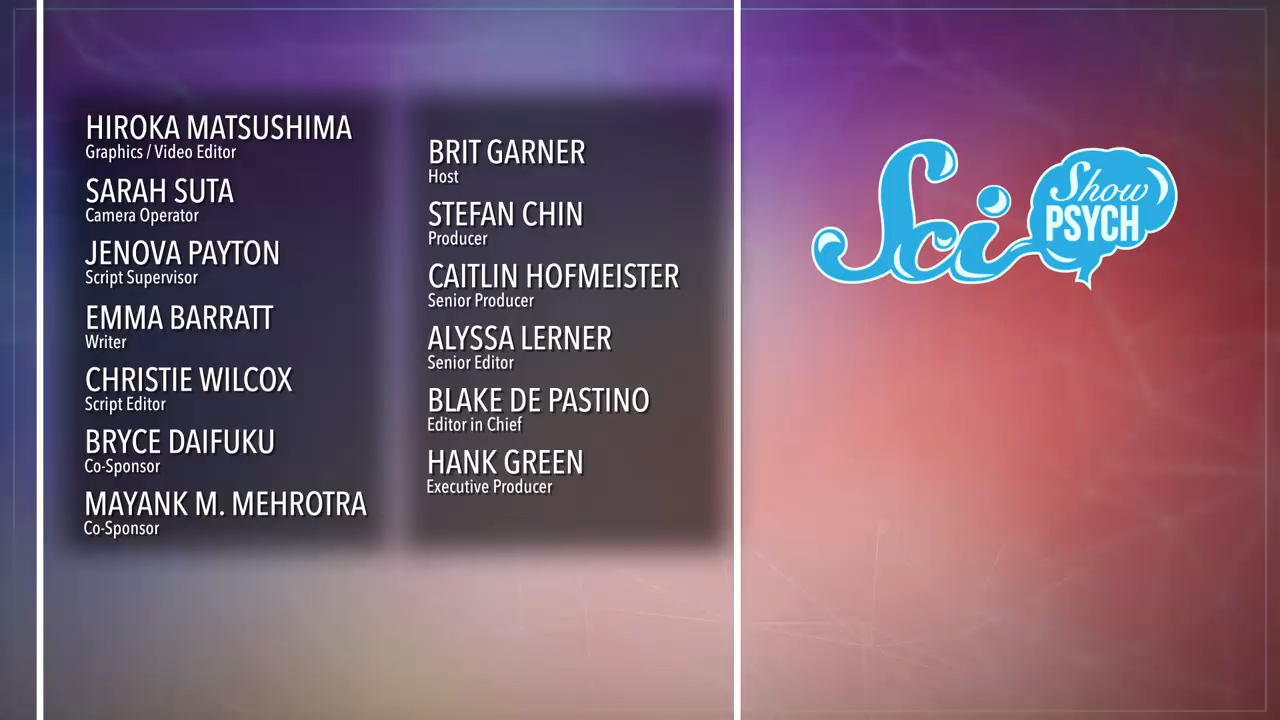 HIROKA MATSUSHIMA
Graphics / Video Editor
SARAH SUTA
Camera Operator
JENOVA PAYTON
Script Supervisor
EMMA BARRATT
Writer
CHRISTIE WILCOX
Script Editor
BRYCE DAIFUKU
Co-Sponsor
MAYANK M. MEHROTRA
Co-Sponsor
BRIT GARNER
Host
STEFAN CHIN
Producer
CAITLIN HOFMEISTER
Senior Producer
ALYSSA LERNER
Senior Editor
BLAKE DE PASTINO
Editor in Chief
HANK GREEN
Executive Producer
Sci Show
PSYCH